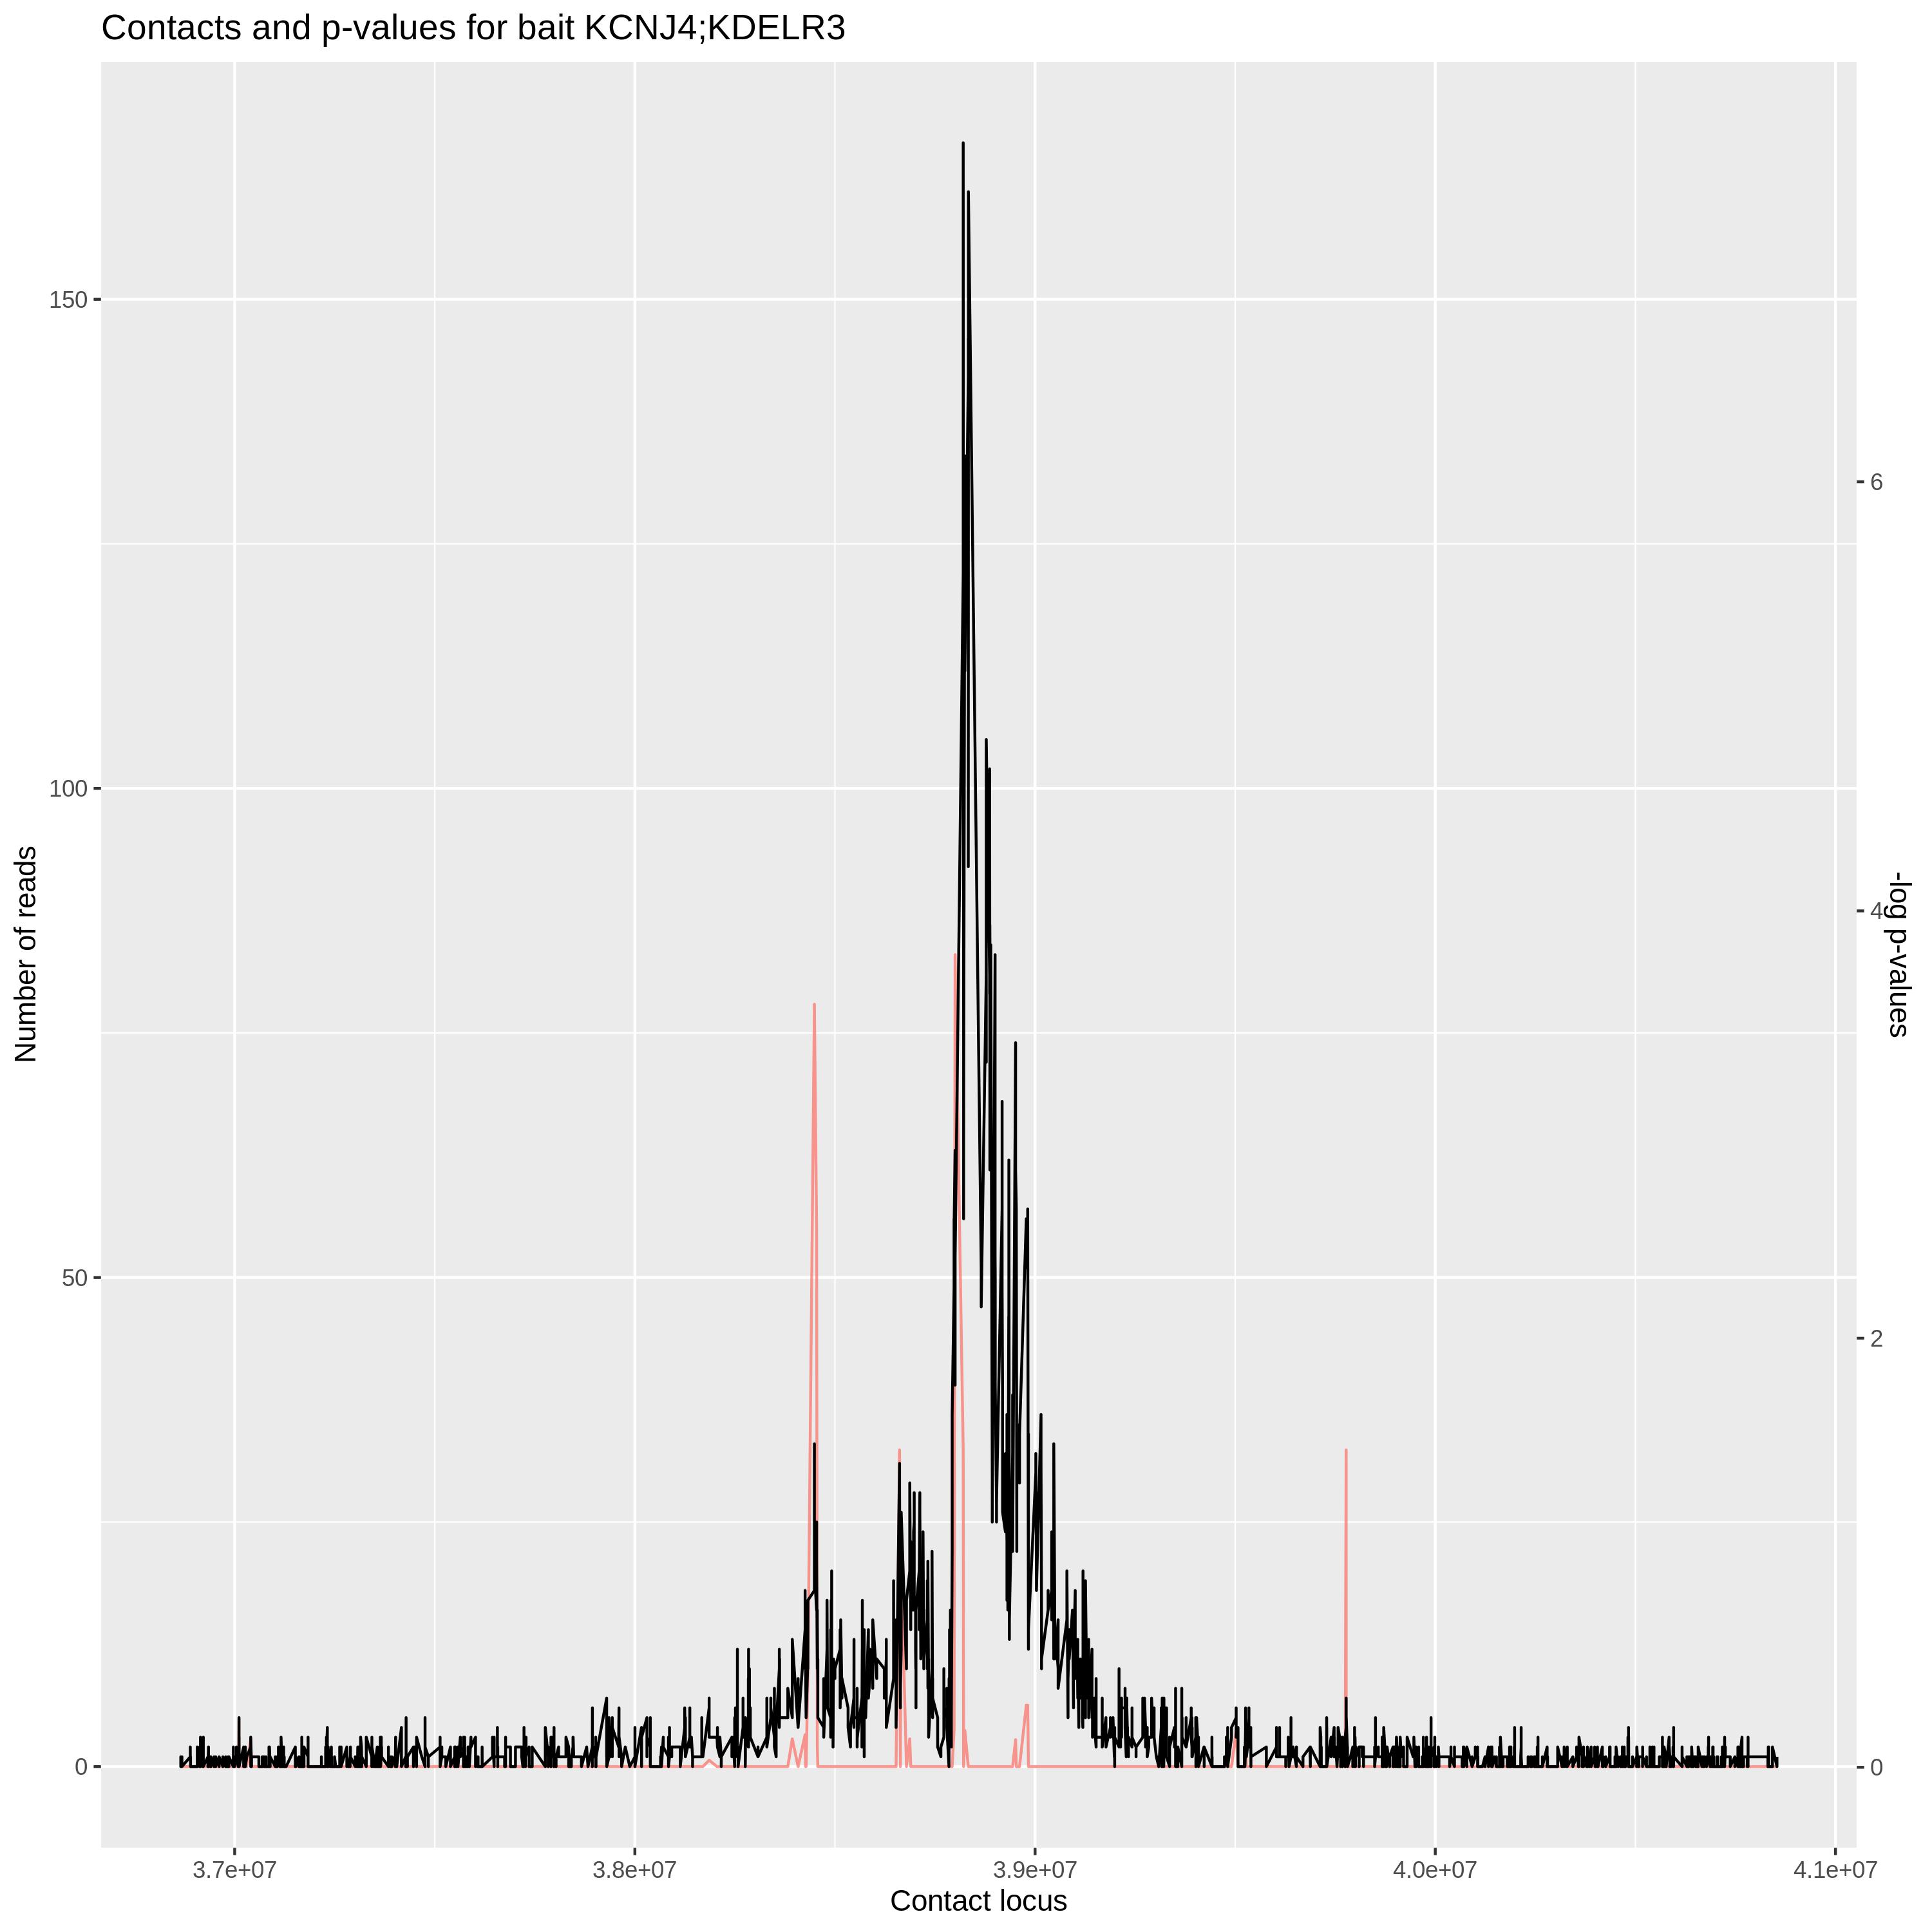 Contacts and p-values for bait KCNJ4;KDELR3
150
100
50
0
Number of reads
6
4
2
0
-log p-values
3.7e+07
3.8e+07
3.9e+07
4.0e+07
4.1e+07
Contact locus